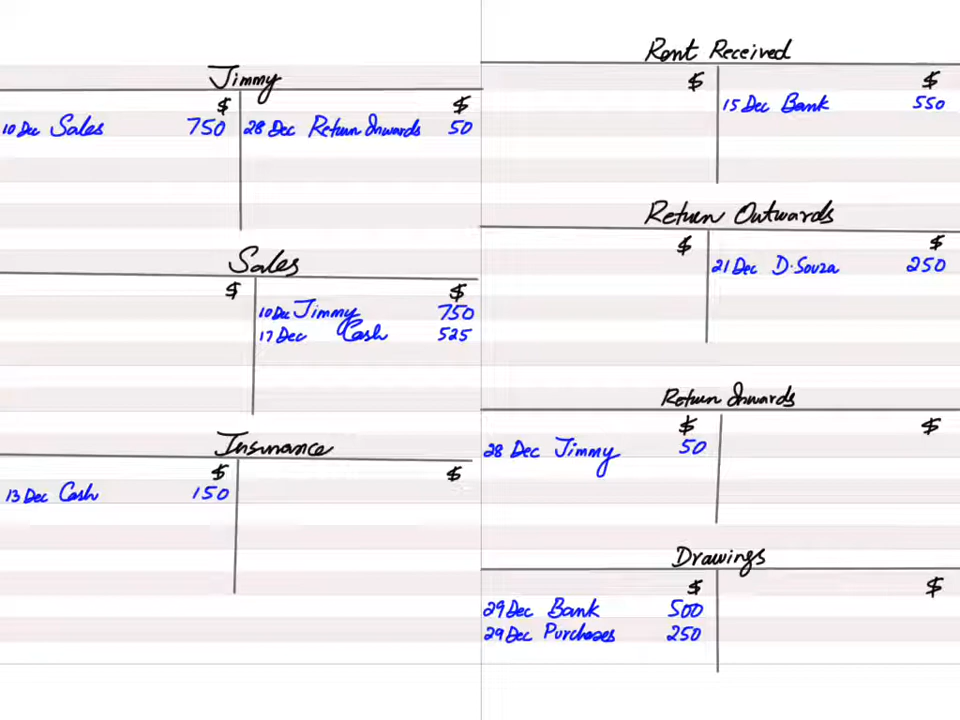 Jimmy
$ $
10 Dec Sales 750 28 Dec Return Inwards 50
Sales
$ $
10 Dec Jimmy 750
17 Dec Cash 525
Insurance
$ $
13 Dec Cash 150
Rent Received
$ $
15 Dec Bank 550
Return Outwards
$ $
21 Dec D.Souza 250
Return Inwards
$ $
28 Dec Jimmy 50
Drawings
$ $
29 Dec Bank 500
29 Dec Purchases 250